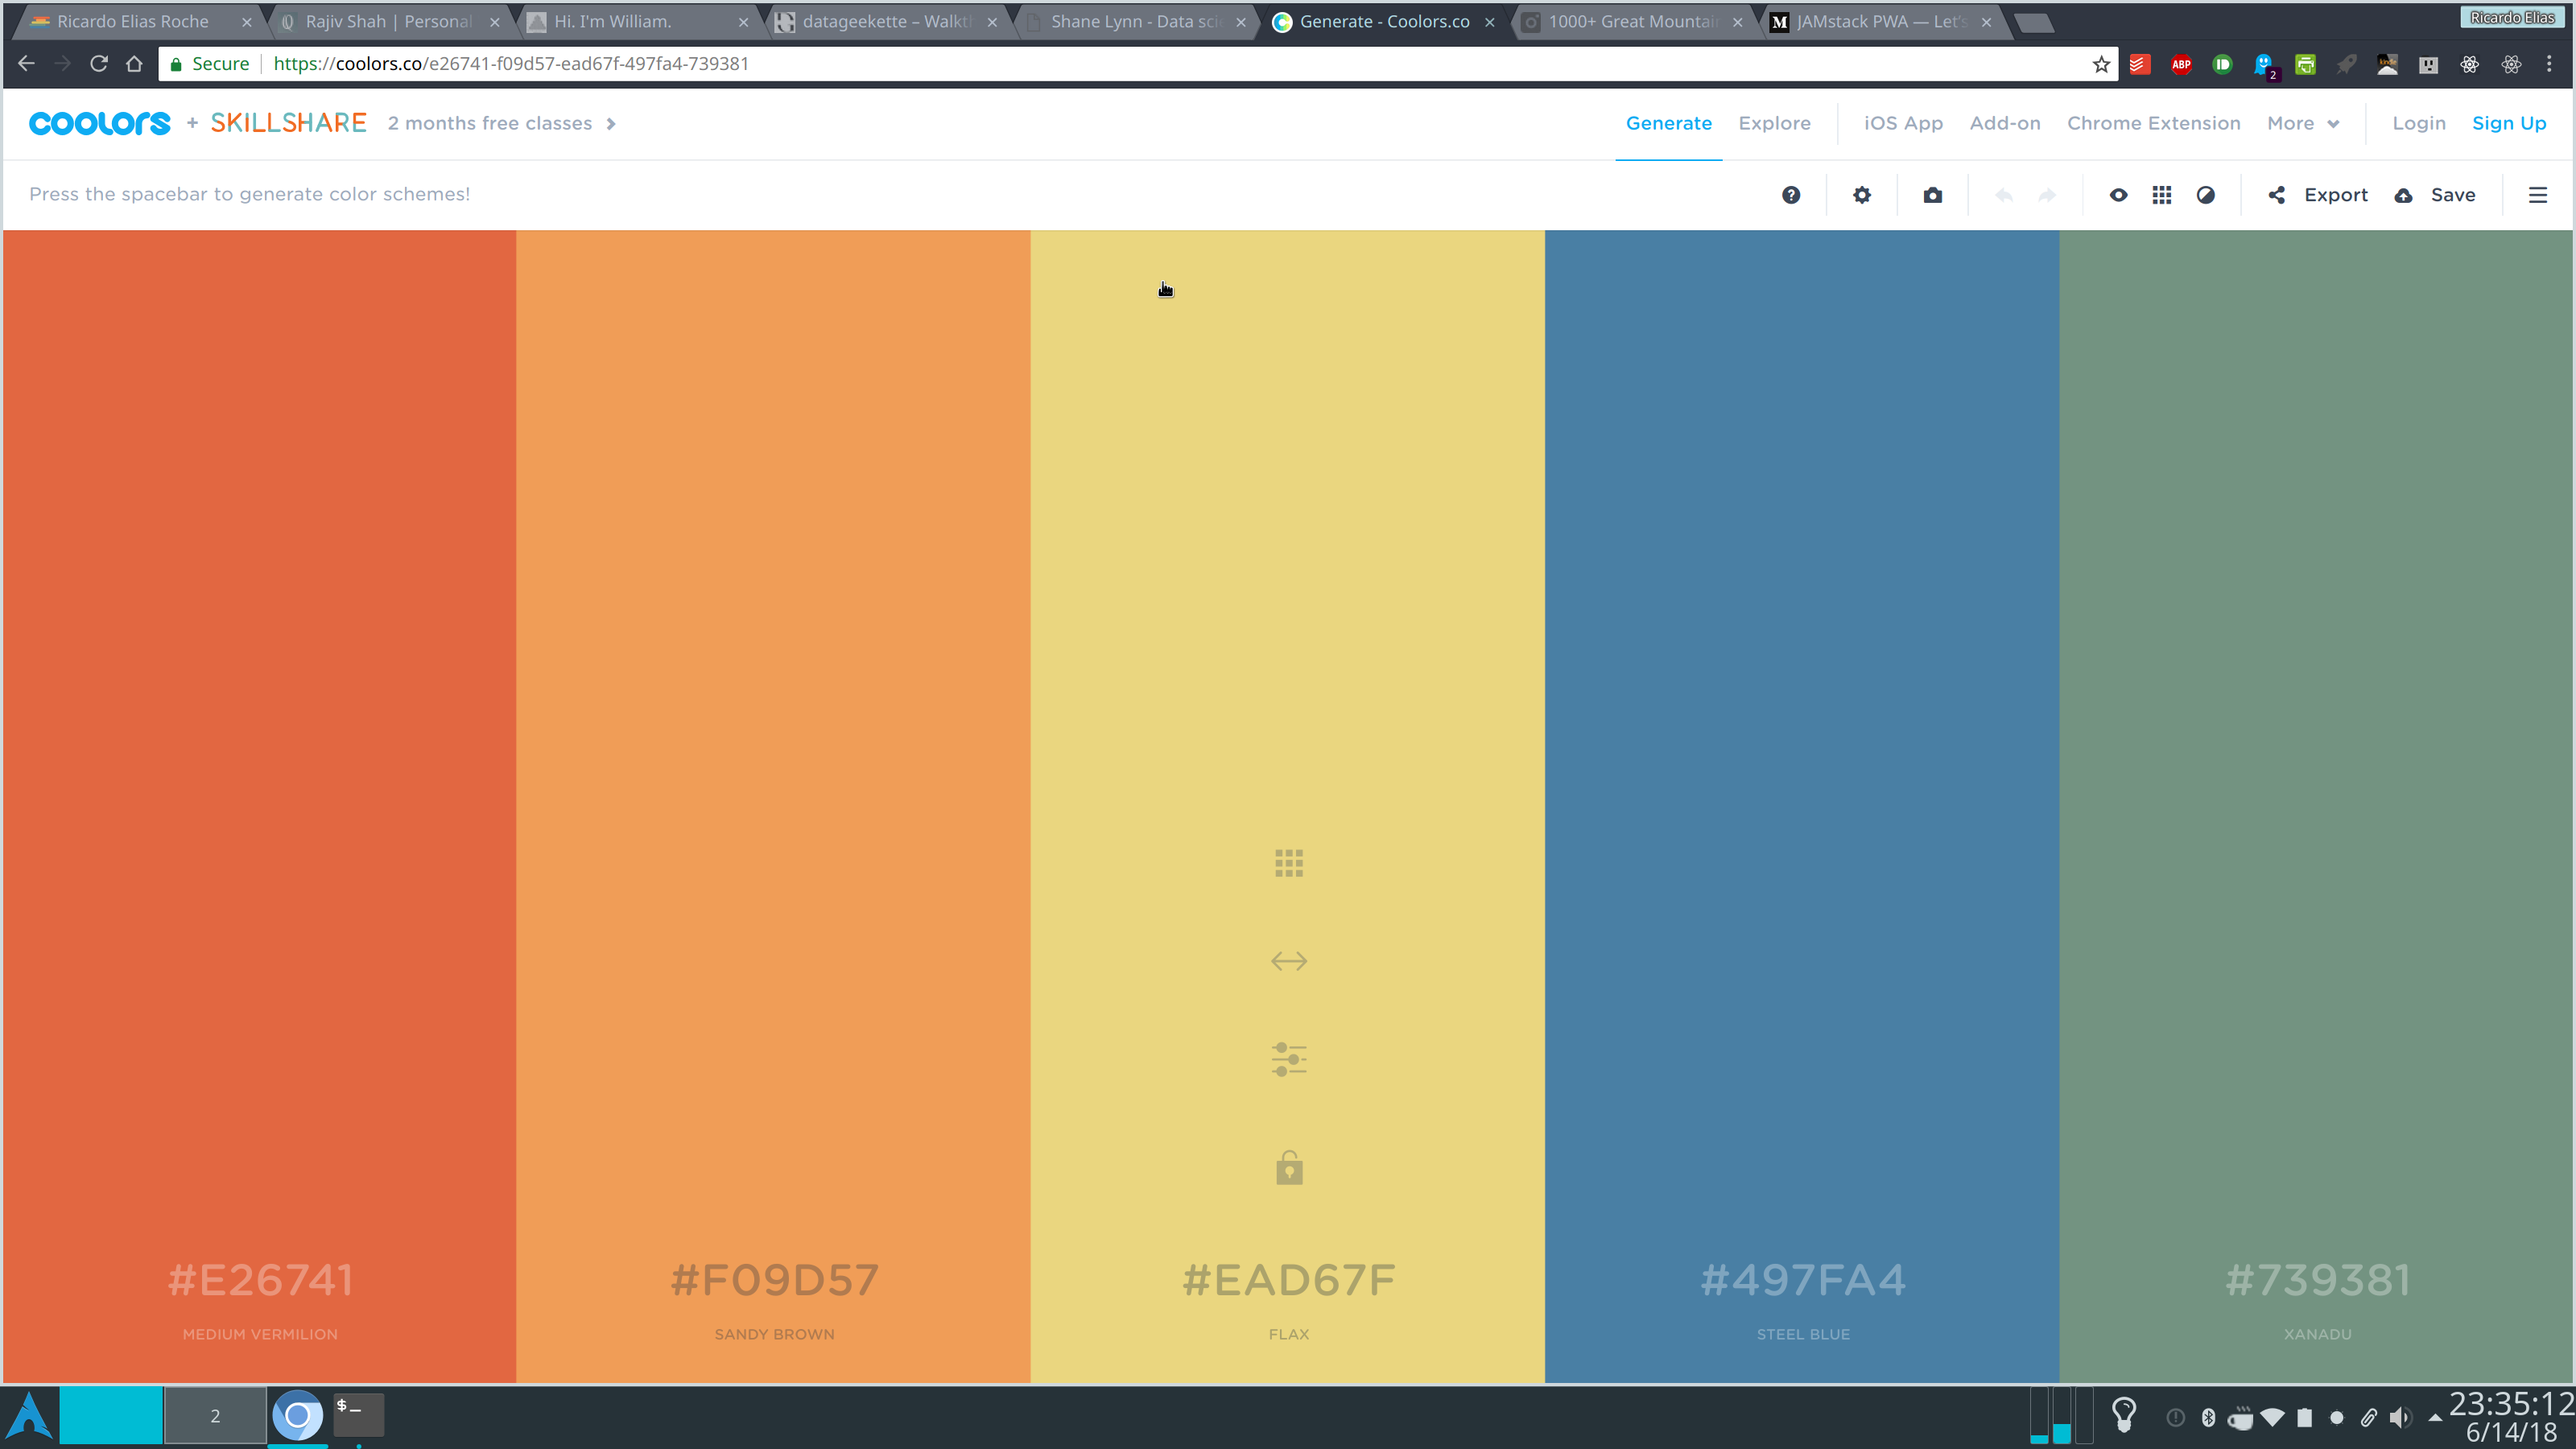 Ricardo Elias Roche
Rajiv Shah | Personal
Hi. I'm William.
datageekette – Walkt
Shane Lynn - Data scie
Generate - Coolors.co
1000+ Great Mountain
JAMstack PWA — Let's
Ricardo Elias
Secure
https://coolors.co/e26741-f09d57-ead67f-497fa4-739381
ABP
2
coolors + SKILLSHARE 2 months free classes
Generate Explore iOS App Add-on Chrome Extension More Login Sign Up
Press the spacebar to generate color schemes!
Export Save
#E26741
MEDIUM VERMILION
#F09D57
SANDY BROWN
#EAD67F
FLAX
#497FA4
STEEL BLUE
#739381
XANADU
2
$ _
23:35:12
6/14/18